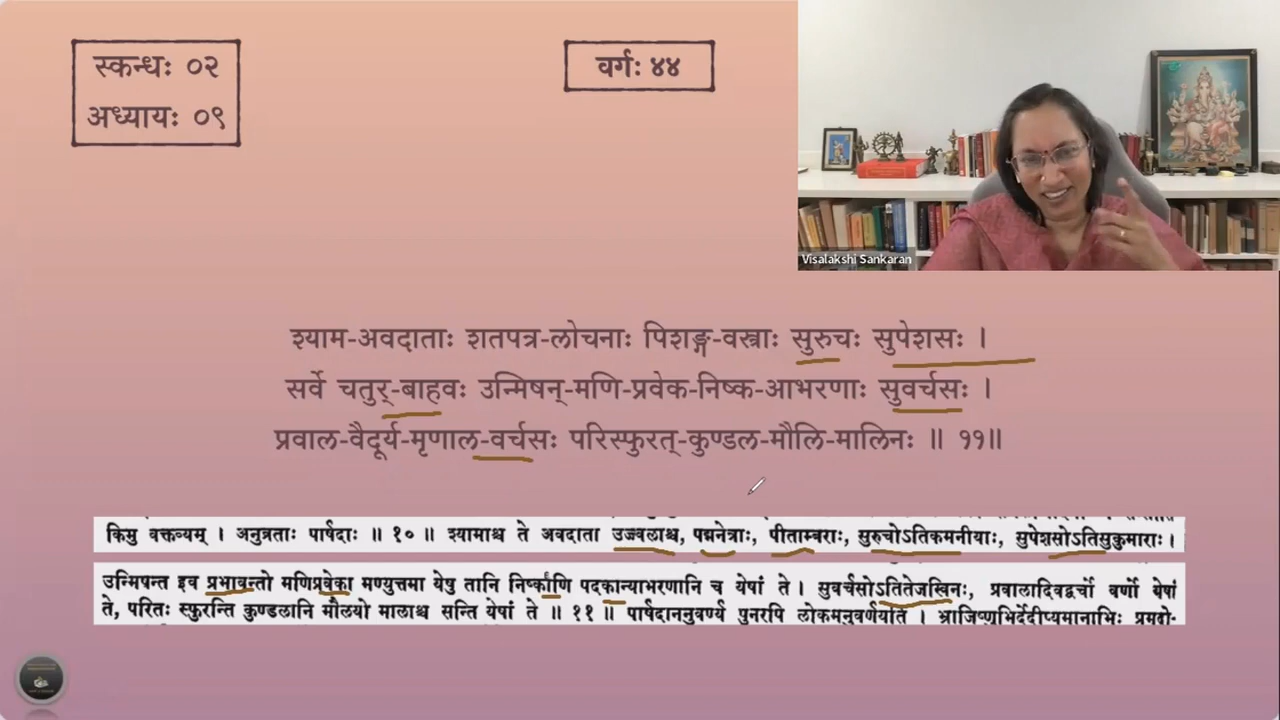 स्कन्धः ०२
अध्यायः ०९
वर्गः ४४
Visalakshi Sankaran
श्याम-अवदाताः शतपत्र-लोचनाः पिशङ्ग-वस्त्राः सुरुचः सुपेशसः ।
सर्वे चतुर्-बाहवः उन्मिषन्-मणि-प्रवेक-निष्क-आभरणाः सुवर्चसः ।
प्रवाल-वैदूर्य-मृणाल-वर्चसः परिस्फुरत्-कुण्डल-मौलि-मालिनः ॥ ११॥
किमु वक्तव्यम् । अनुव्रताः पार्षदाः ॥ १० ॥ श्यामाश्च ते अवदाता उज्ज्वलाश्च, पद्मनेत्राः, पीताम्बराः, सुरुचोऽतिकमनीयाः, सुपेशसोऽतिसुकुमाराः ।
उन्मिषन्त इव प्रभावन्तो मणिप्रवेका मण्युत्तमा येषु तानि निष्काणि पदकान्याभरणानि च येषां ते । सुवर्चसोऽतितेजस्विनः, प्रवालादिवद्वर्चो वर्णो येषां
ते, परितः स्फुरन्ति कुण्डलानि मौलयो मालाश्च सन्ति येषां ते ॥ ११ ॥ पार्षदाननुवर्ण्य पुनरपि लोकमनुवर्णयति । भ्राजिष्णुभिर्देदीप्यमानाभिः प्रमदो-